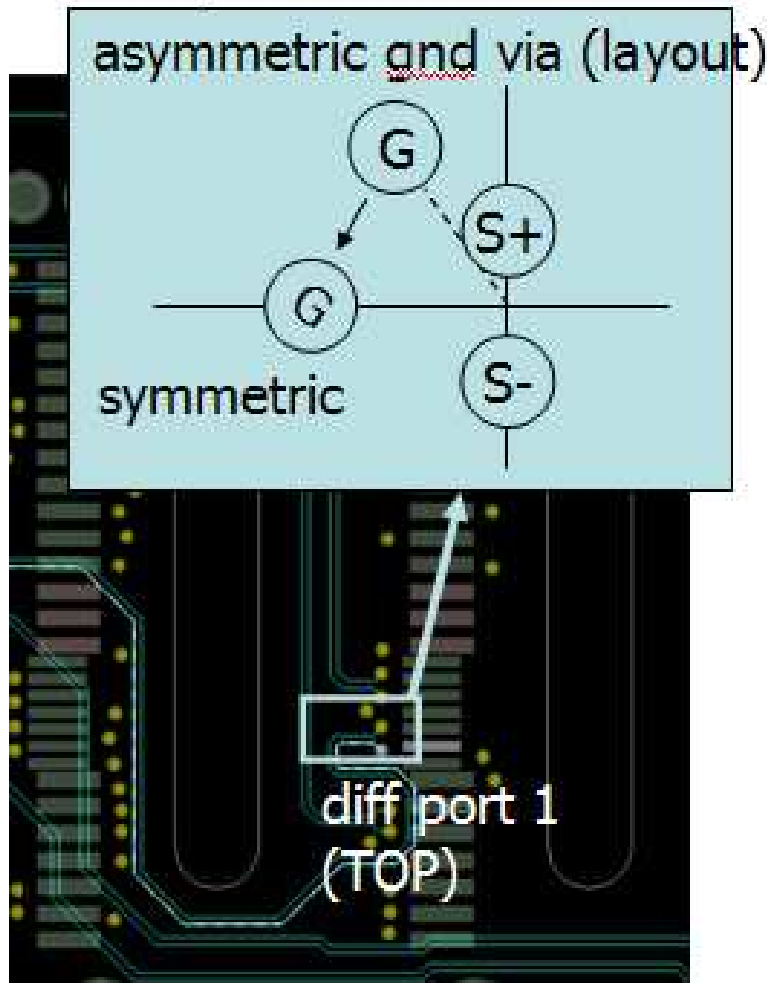 asymmetric gnd via (layout)
G
S+
G
symmetric
S-
diff port 1
(TOP)